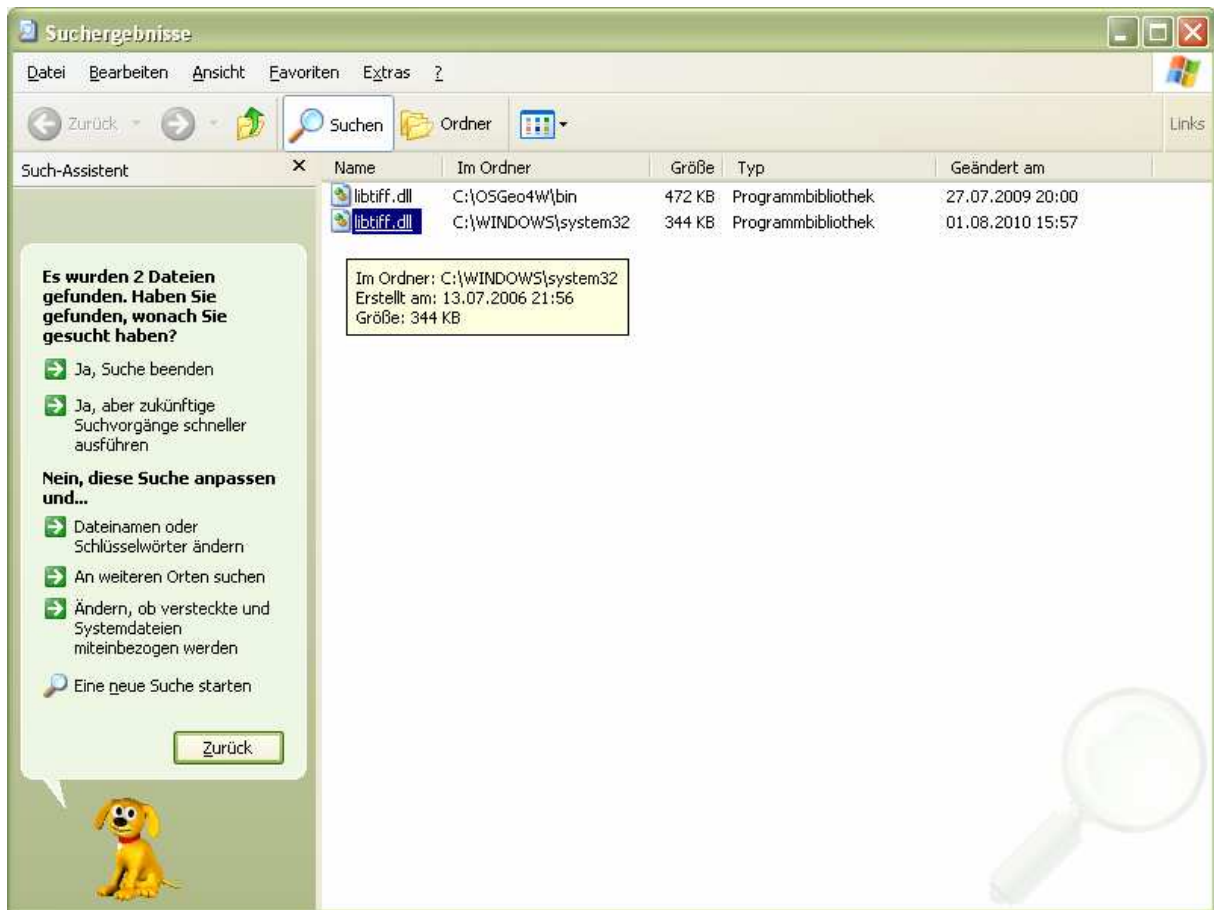 Suchergebnisse
Datei Bearbeiten Ansicht Favoriten Extras ?
Zurück Suchen Ordner Links
Such-Assistent
Name Im Ordner Größe Typ Geändert am
libtiff.dll C:\OSGeo4W\bin 472 KB Programmbibliothek 27.07.2009 20:00
libtiff.dll C:\WINDOWS\system32 344 KB Programmbibliothek 01.08.2010 15:57
Im Ordner: C:\WINDOWS\system32
Erstellt am: 13.07.2006 21:56
Größe: 344 KB
Es wurden 2 Dateien
gefunden. Haben Sie
gefunden, wonach Sie
gesucht haben?
Ja, Suche beenden
Ja, aber zukünftige
Suchvorgänge schneller
ausführen
Nein, diese Suche anpassen
und...
Dateinamen oder
Schlüsselwörter ändern
An weiteren Orten suchen
Ändern, ob versteckte und
Systemdateien
miteinbezogen werden
Eine neue Suche starten
Zurück